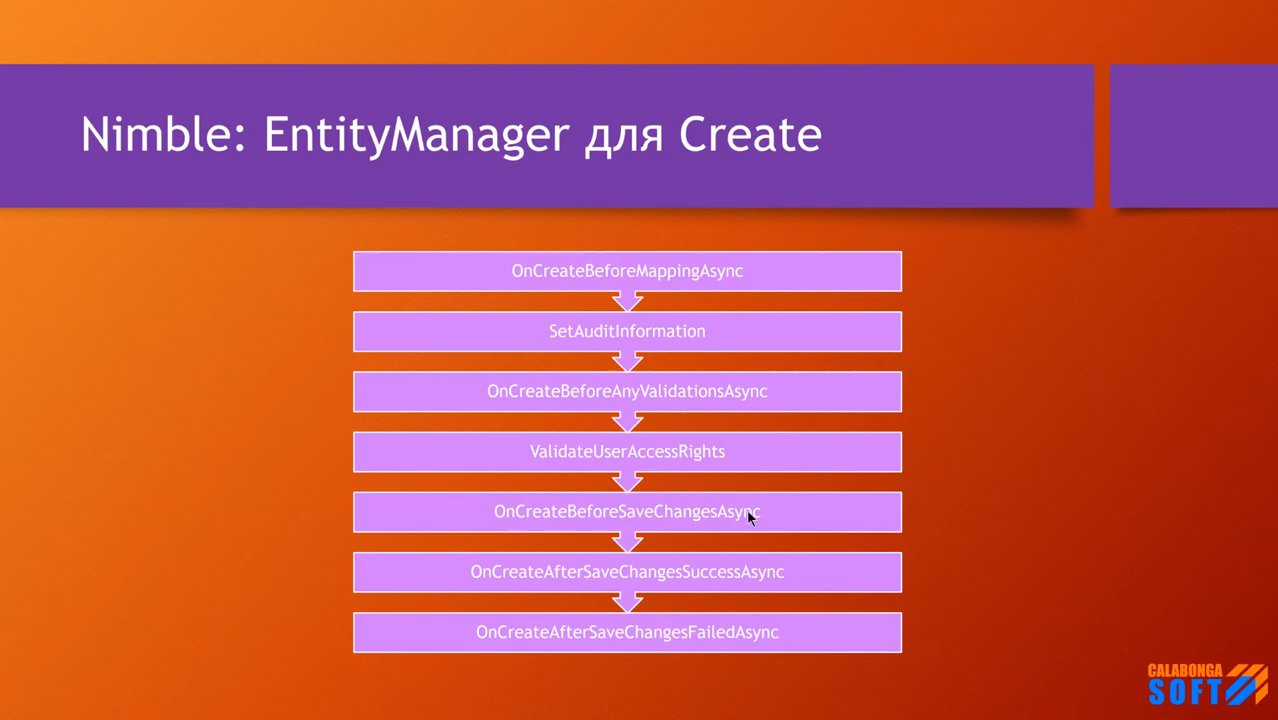 Nimble: EntityManager для Create
OnCreateBeforeMappingAsync
SetAuditInformation
OnCreateBeforeAnyValidationsAsync
ValidateUserAccessRights
OnCreateBeforeSaveChangesAsync
OnCreateAfterSaveChangesSuccessAsync
OnCreateAfterSaveChangesFailedAsync
CALABONGA
SOFT